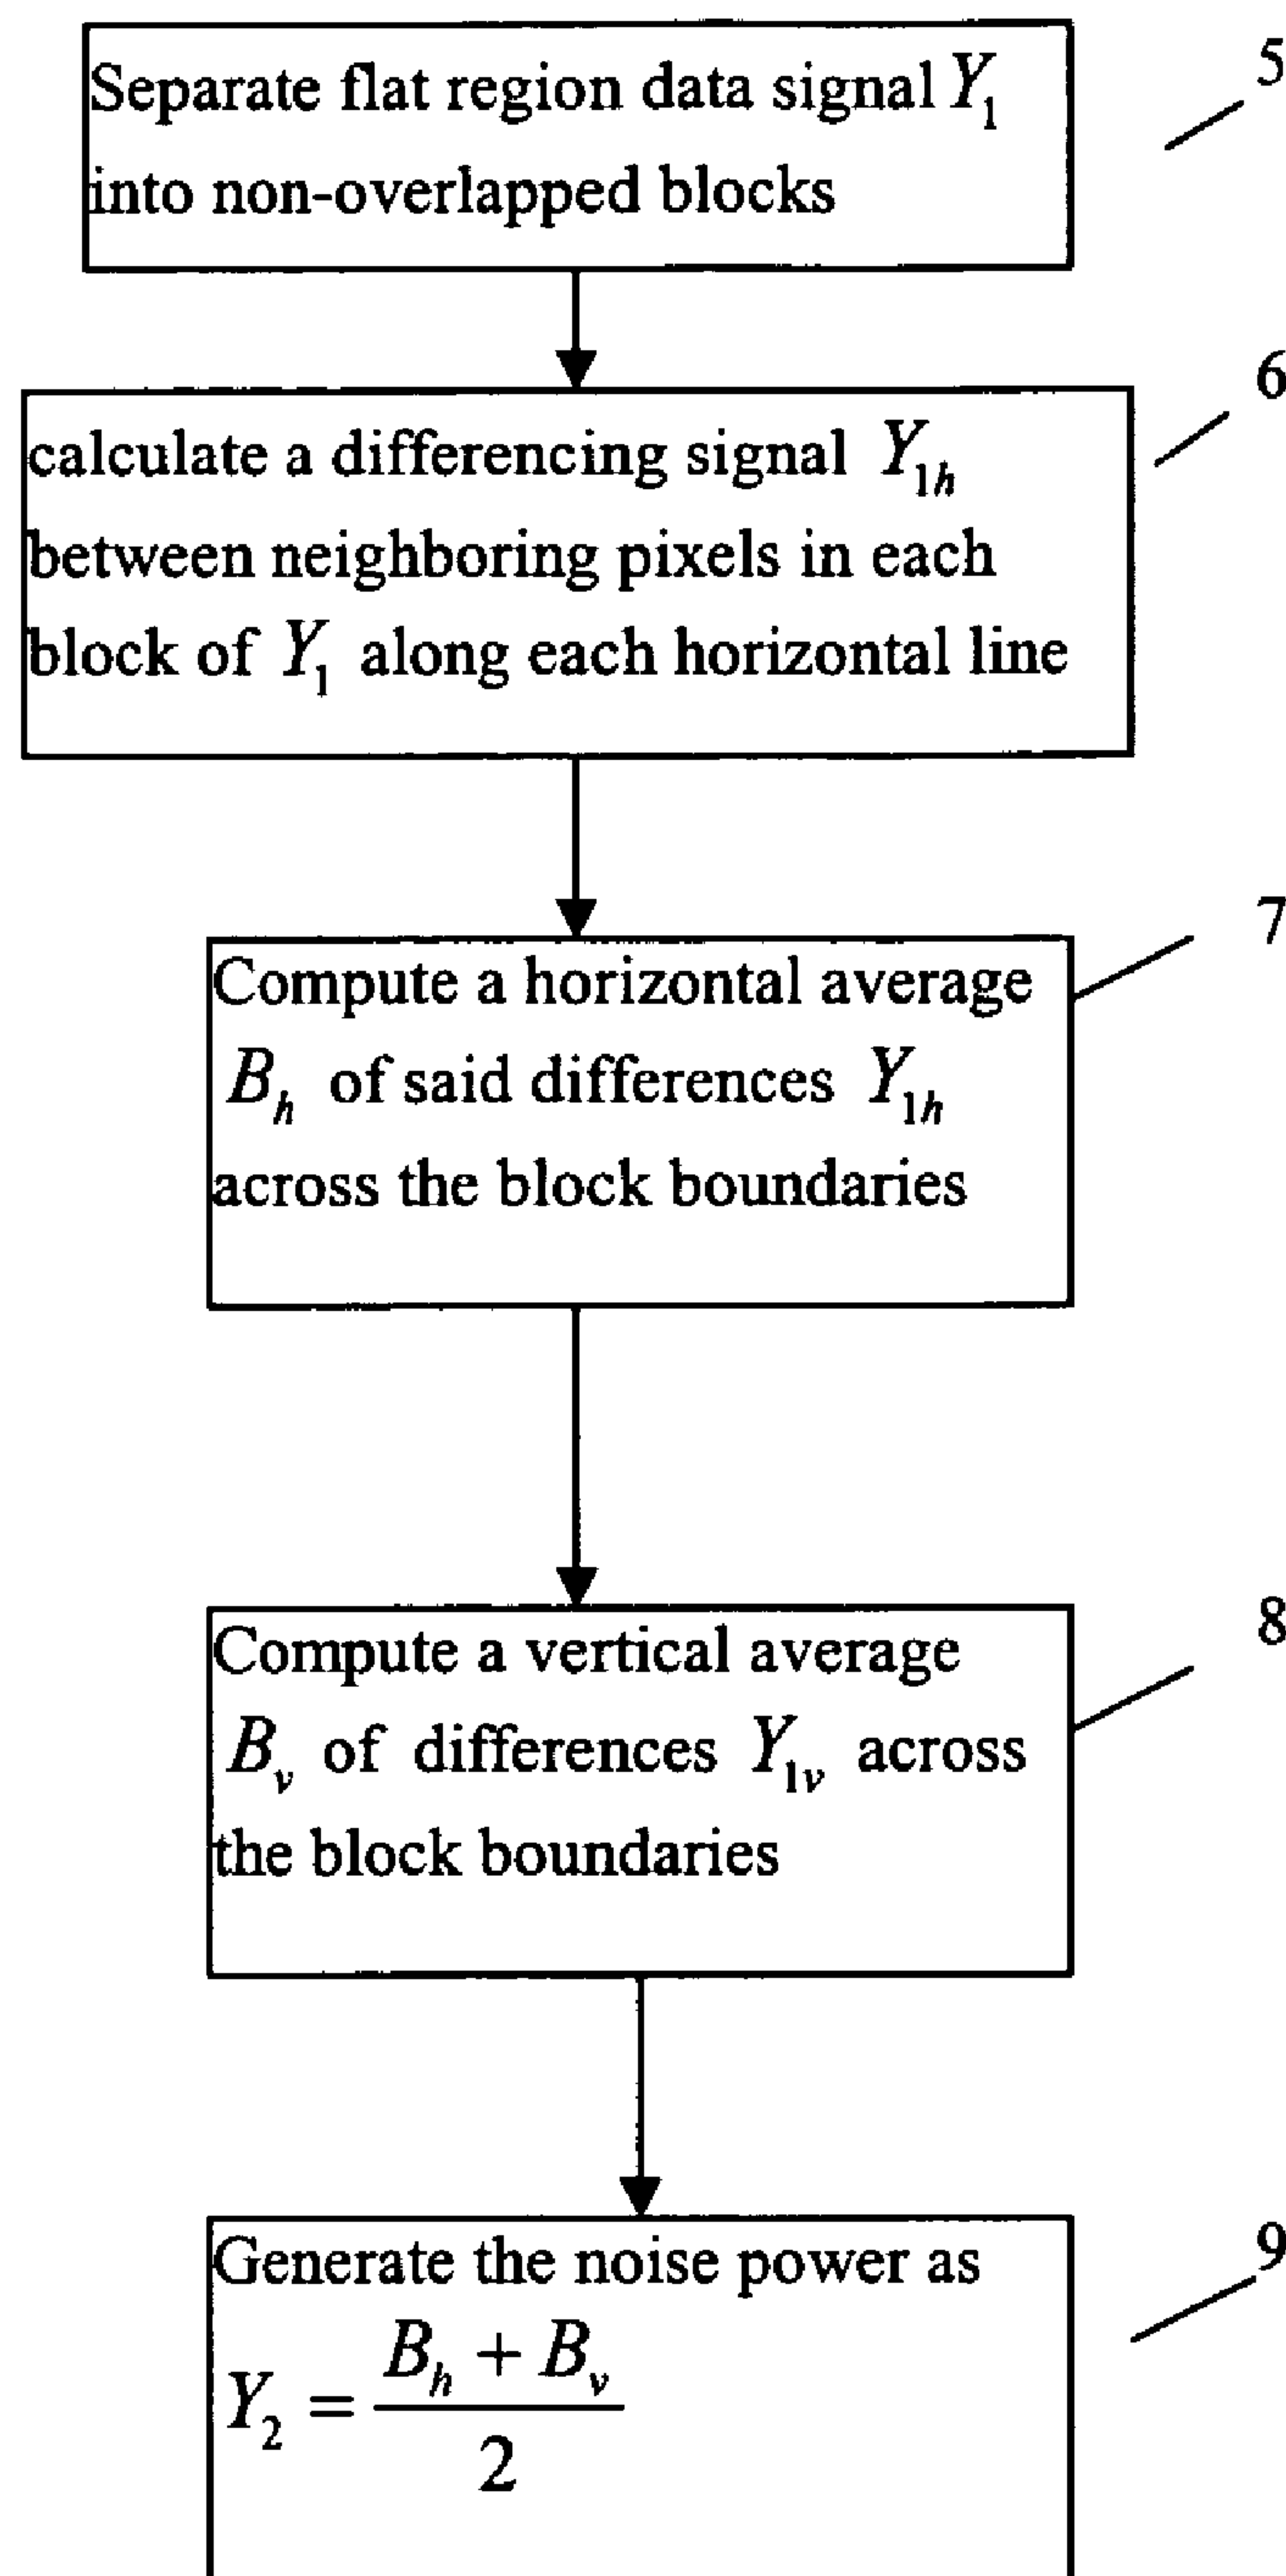 Separate flat region data signal Y₁
into non-overlapped blocks
5
calculate a differencing signal Y₁ₕ
between neighboring pixels in each
block of Y₁ along each horizontal line
6
Compute a horizontal average
Bₕ of said differences Y₁ₕ
across the block boundaries
7
Compute a vertical average
Bᵥ of differences Y₁ᵥ across
the block boundaries
8
Generate the noise power as
Y₂ = (Bₕ + Bᵥ) / 2
9